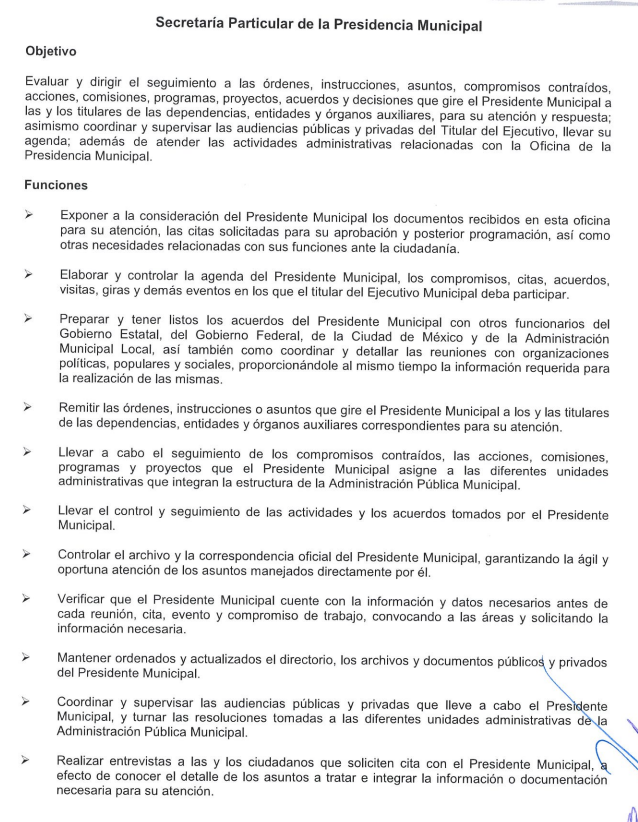 Secretaría Particular de la Presidencia Municipal
Objetivo
Evaluar y dirigir el seguimiento a las órdenes, instrucciones, asuntos, compromisos contraídos,
acciones, comisiones, programas, proyectos, acuerdos y decisiones que gire el Presidente Municipal a
las y los titulares de las dependencias, entidades y órganos auxiliares, para su atención y respuesta;
asimismo coordinar y supervisar las audiencias públicas y privadas del Titular del Ejecutivo, llevar su
agenda; además de atender las actividades administrativas relacionadas con la Oficina de la
Presidencia Municipal.
Funciones
➢ Exponer a la consideración del Presidente Municipal los documentos recibidos en esta oficina
para su atención, las citas solicitadas para su aprobación y posterior programación, así como
otras necesidades relacionadas con sus funciones ante la ciudadanía.
➢ Elaborar y controlar la agenda del Presidente Municipal, los compromisos, citas, acuerdos,
visitas, giras y demás eventos en los que el titular del Ejecutivo Municipal deba participar.
➢ Preparar y tener listos los acuerdos del Presidente Municipal con otros funcionarios del
Gobierno Estatal, del Gobierno Federal, de la Ciudad de México y de la Administración
Municipal Local, así también como coordinar y detallar las reuniones con organizaciones
políticas, populares y sociales, proporcionándole al mismo tiempo la información requerida para
la realización de las mismas.
➢ Remitir las órdenes, instrucciones o asuntos que gire el Presidente Municipal a los y las titulares
de las dependencias, entidades y órganos auxiliares correspondientes para su atención.
➢ Llevar a cabo el seguimiento de los compromisos contraídos, las acciones, comisiones,
programas y proyectos que el Presidente Municipal asigne a las diferentes unidades
administrativas que integran la estructura de la Administración Pública Municipal.
➢ Llevar el control y seguimiento de las actividades y los acuerdos tomados por el Presidente
Municipal.
➢ Controlar el archivo y la correspondencia oficial del Presidente Municipal, garantizando la ágil y
oportuna atención de los asuntos manejados directamente por él.
➢ Verificar que el Presidente Municipal cuente con la información y datos necesarios antes de
cada reunión, cita, evento y compromiso de trabajo, convocando a las áreas y solicitando la
información necesaria.
➢ Mantener ordenados y actualizados el directorio, los archivos y documentos públicos y privados
del Presidente Municipal.
➢ Coordinar y supervisar las audiencias públicas y privadas que lleve a cabo el Presidente
Municipal, y turnar las resoluciones tomadas a las diferentes unidades administrativas de la
Administración Pública Municipal.
➢ Realizar entrevistas a las y los ciudadanos que soliciten cita con el Presidente Municipal, a
efecto de conocer el detalle de los asuntos a tratar e integrar la información o documentación
necesaria para su atención.